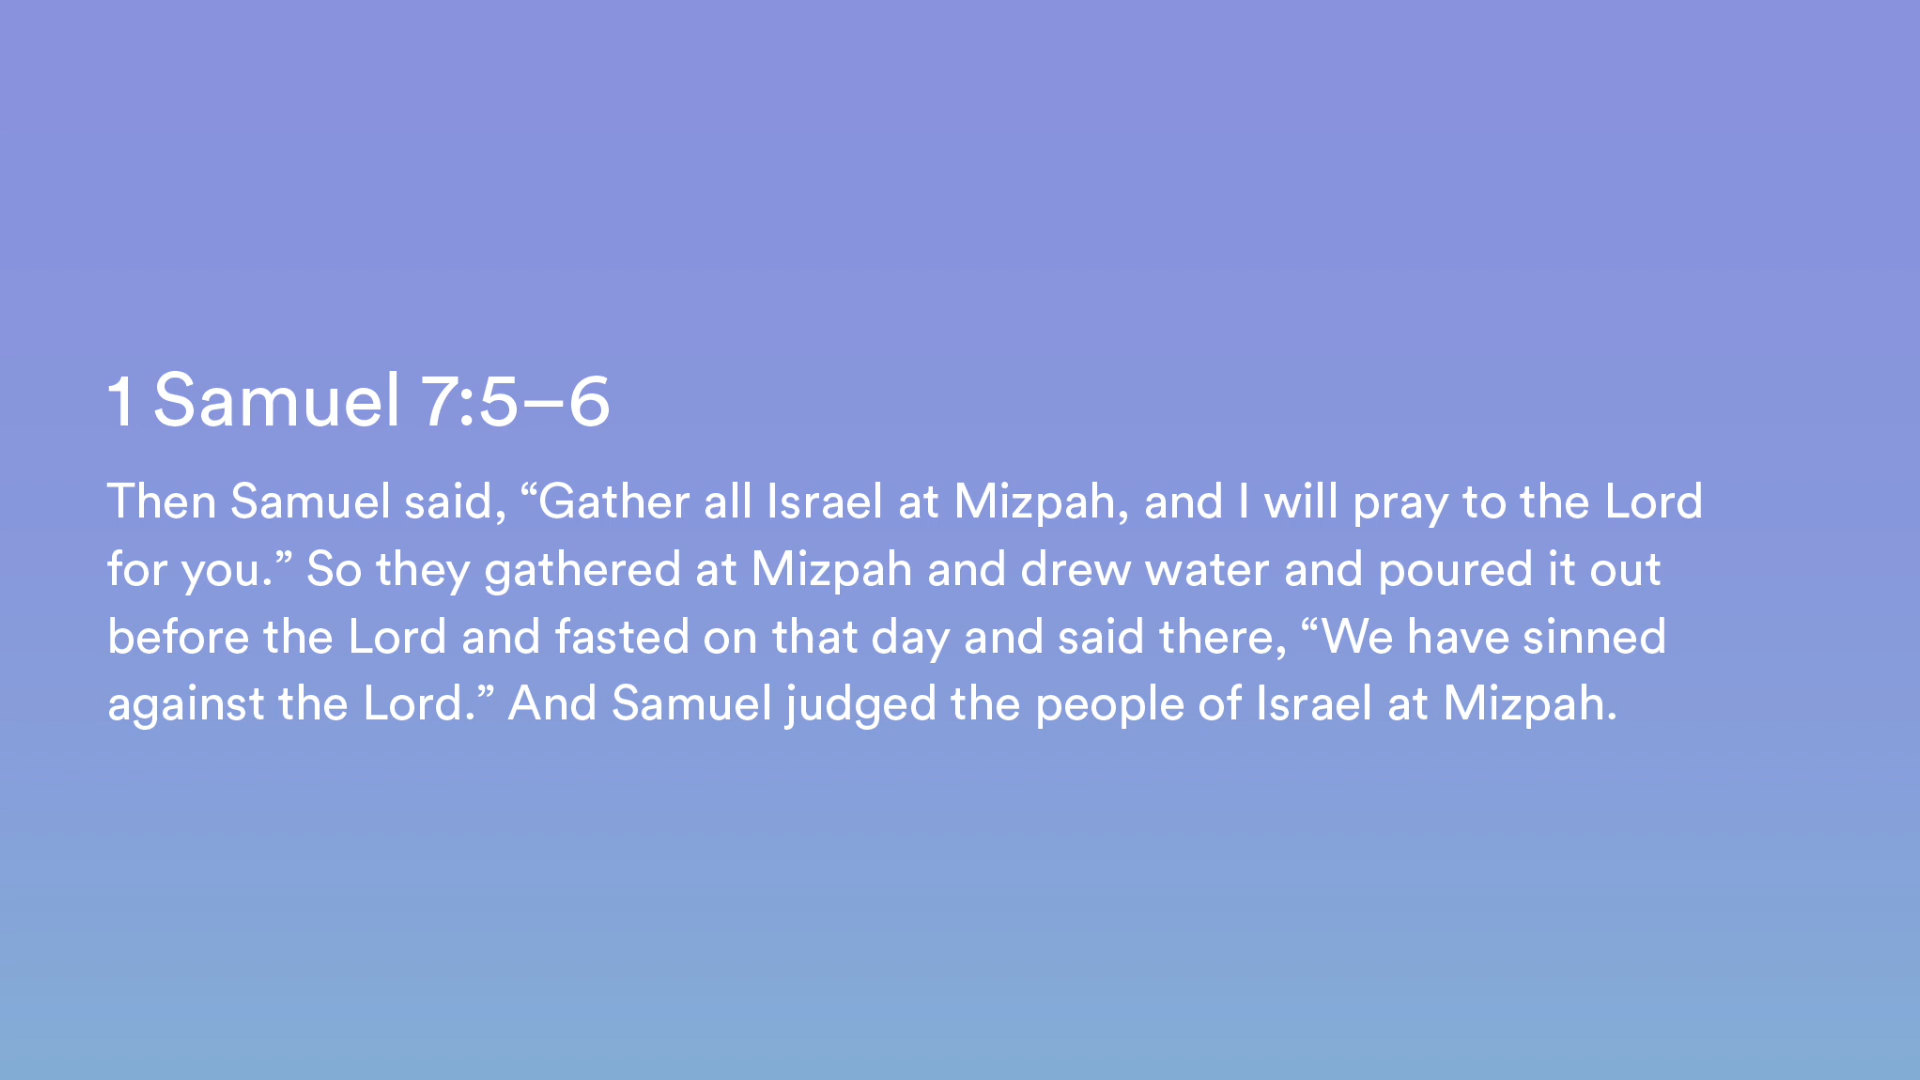 1 Samuel 7:5–6
Then Samuel said, “Gather all Israel at Mizpah, and I will pray to the Lord
for you.” So they gathered at Mizpah and drew water and poured it out
before the Lord and fasted on that day and said there, “We have sinned
against the Lord.” And Samuel judged the people of Israel at Mizpah.